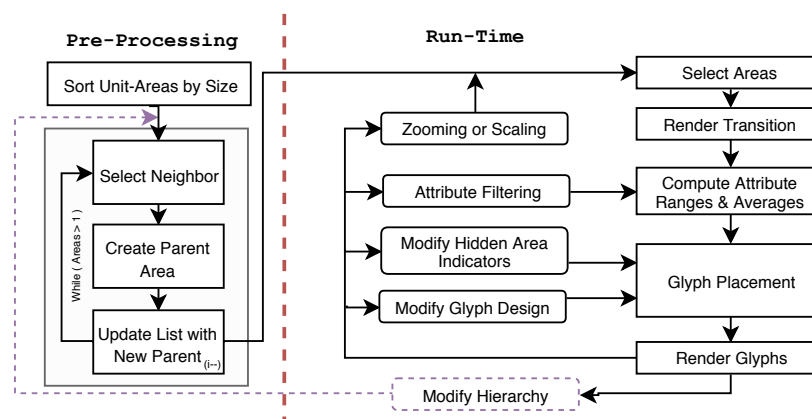 Pre-Processing
Run-Time
Sort Unit-Areas by Size
Select Neighbor
Create Parent
Area
Update List with
New Parent (i--)
While ( Areas > 1 )
Zooming or Scaling
Attribute Filtering
Modify Hidden Area
Indicators
Modify Glyph Design
Modify Hierarchy
Select Areas
Render Transition
Compute Attribute
Ranges & Averages
Glyph Placement
Render Glyphs